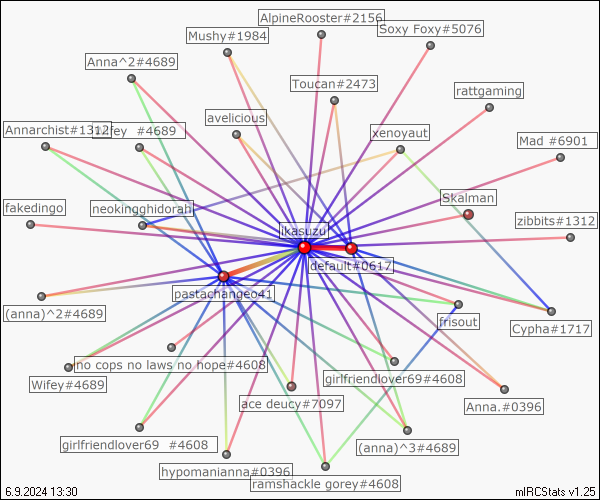 AlpineRooster#2156
Soxy Foxy#5076
Mushy#1984
Anna^2#4689
Toucan#2473
rattgaming
avelicious
Annarchist#1312
ifey   #4689
xenoyaut
Mad #6901
Skalman
fakedingo
neokingghidorah
zibbits#1312
ikasuzu
default#0617
pastachangeo41
(anna)^2#4689
frisout
Cypha#1717
no cops no laws no hope#4608
Wifey#4689
girlfriendlover69#4608
ace deucy#7097
Anna.#0396
girlfriendlover69  #4608
(anna)^3#4689
hypomanianna#0396
ramshackle gorey#4608
6.9.2024 13:30
mIRCStats v1.25